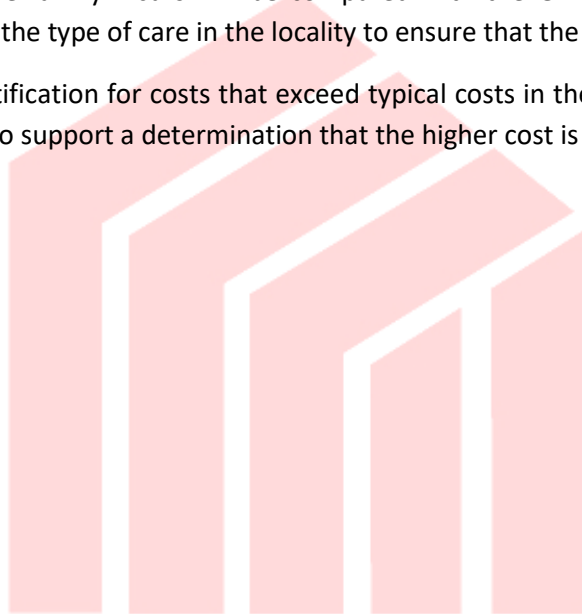 the type of care in the locality to ensure that the
tification for costs that exceed typical costs in the
o support a determination that the higher cost is